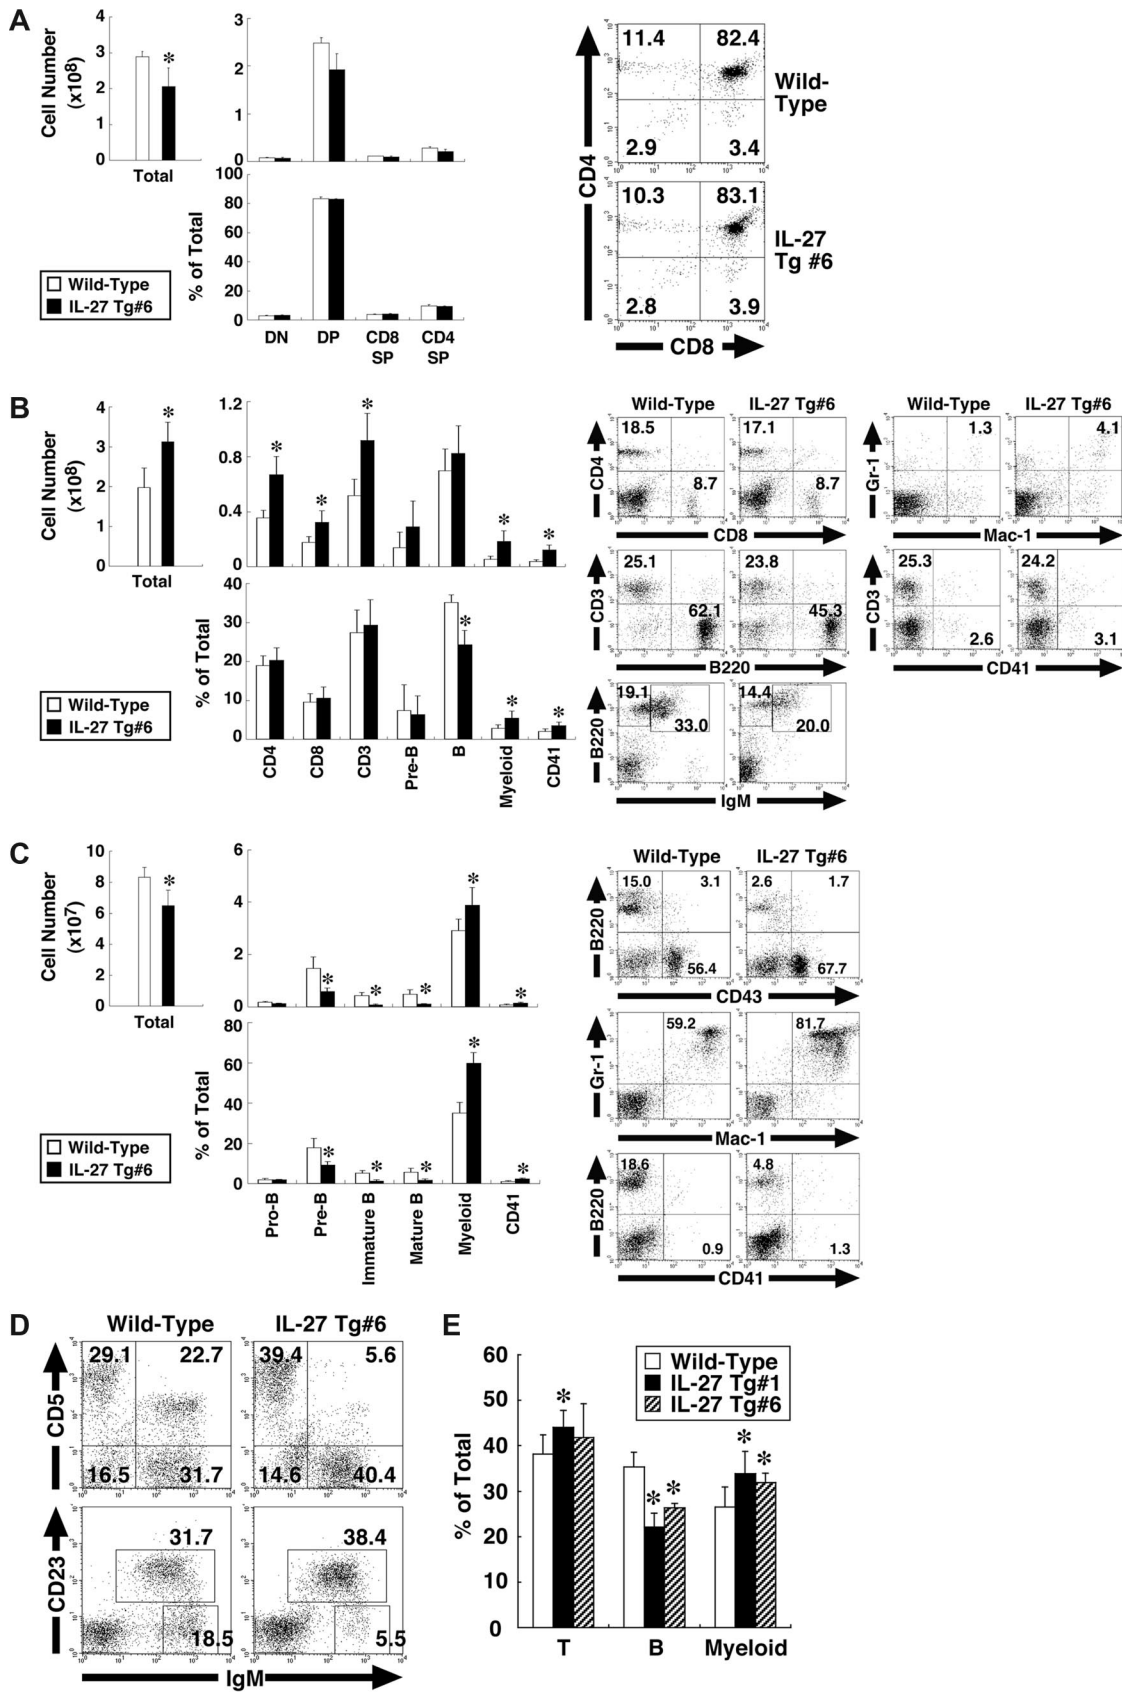 A
Cell Number
(x10⁸)
4
3
2
1
0
*
Total
3
2
1
0
% of Total
100
80
60
40
20
0
DN
DP
CD8
SP
CD4
SP
Wild-Type
IL-27 Tg#6
11.4
82.4
2.9
3.4
Wild-
Type
10.3
83.1
2.8
3.9
IL-27
Tg #6
CD4
CD8
B
Cell Number
(x10⁸)
4
3
2
1
0
*
Total
1.2
0.8
0.4
0
* * * * *
% of Total
40
30
20
10
0
* * *
CD4
CD8
CD3
Pre-B
B
Myeloid
CD41
Wild-Type
IL-27 Tg#6
Wild-Type
IL-27 Tg#6
18.5
17.1
8.7
8.7
CD4
CD8
25.1
23.8
62.1
45.3
CD3
B220
19.1
14.4
33.0
20.0
B220
IgM
Wild-Type
IL-27 Tg#6
1.3
4.1
Gr-1
Mac-1
25.3
24.2
2.6
3.1
CD3
CD41
C
Cell Number
(x10⁷)
10
8
6
4
2
0
*
Total
6
4
2
0
* * * * *
% of Total
80
60
40
20
0
* * * * *
Pro-B
Pre-B
Immature B
Mature B
Myeloid
CD41
Wild-Type
IL-27 Tg#6
Wild-Type
IL-27 Tg#6
15.0
3.1
2.6
1.7
56.4
67.7
B220
CD43
59.2
81.7
Gr-1
Mac-1
18.6
4.8
0.9
1.3
B220
CD41
D
Wild-Type
IL-27 Tg#6
29.1
22.7
39.4
5.6
16.5
31.7
14.6
40.4
CD5
31.7
38.4
18.5
5.5
CD23
IgM
E
% of Total
60
50
40
30
20
10
0
Wild-Type
IL-27 Tg#1
IL-27 Tg#6
* * * * *
T
B
Myeloid